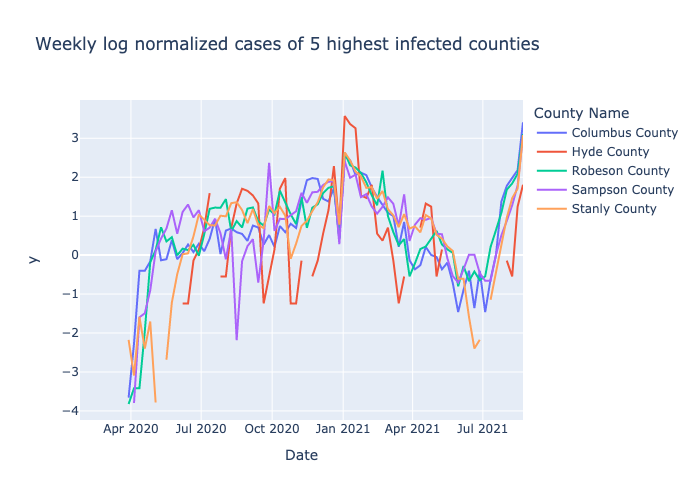 Weekly log normalized cases of 5 highest infected counties
County Name
Columbus County
Hyde County
Robeson County
Sampson County
Stanly County
3
2
1
0
−1
−2
−3
−4
y
Apr 2020
Jul 2020
Oct 2020
Jan 2021
Apr 2021
Jul 2021
Date